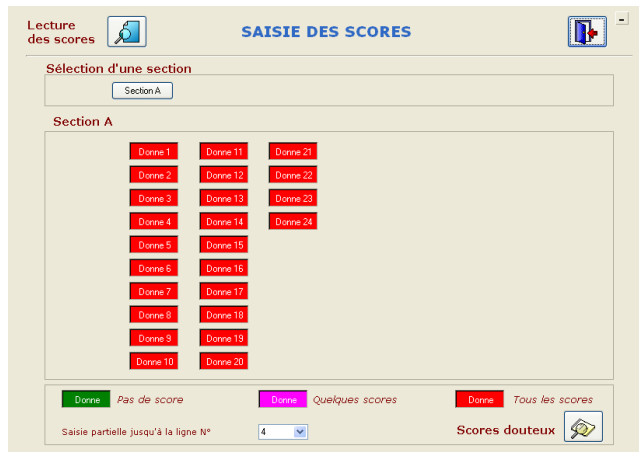 Lecture
des scores
SAISIE DES SCORES
Sélection d'une section
Section A
Section A
Donne 1 Donne 11 Donne 21
Donne 2 Donne 12 Donne 22
Donne 3 Donne 13 Donne 23
Donne 4 Donne 14 Donne 24
Donne 5 Donne 15
Donne 6 Donne 16
Donne 7 Donne 17
Donne 8 Donne 18
Donne 9 Donne 19
Donne 10 Donne 20
Donne Pas de score Donne Quelques scores Donne Tous les scores
Saisie partielle jusqu'à la ligne N° 4 Scores douteux